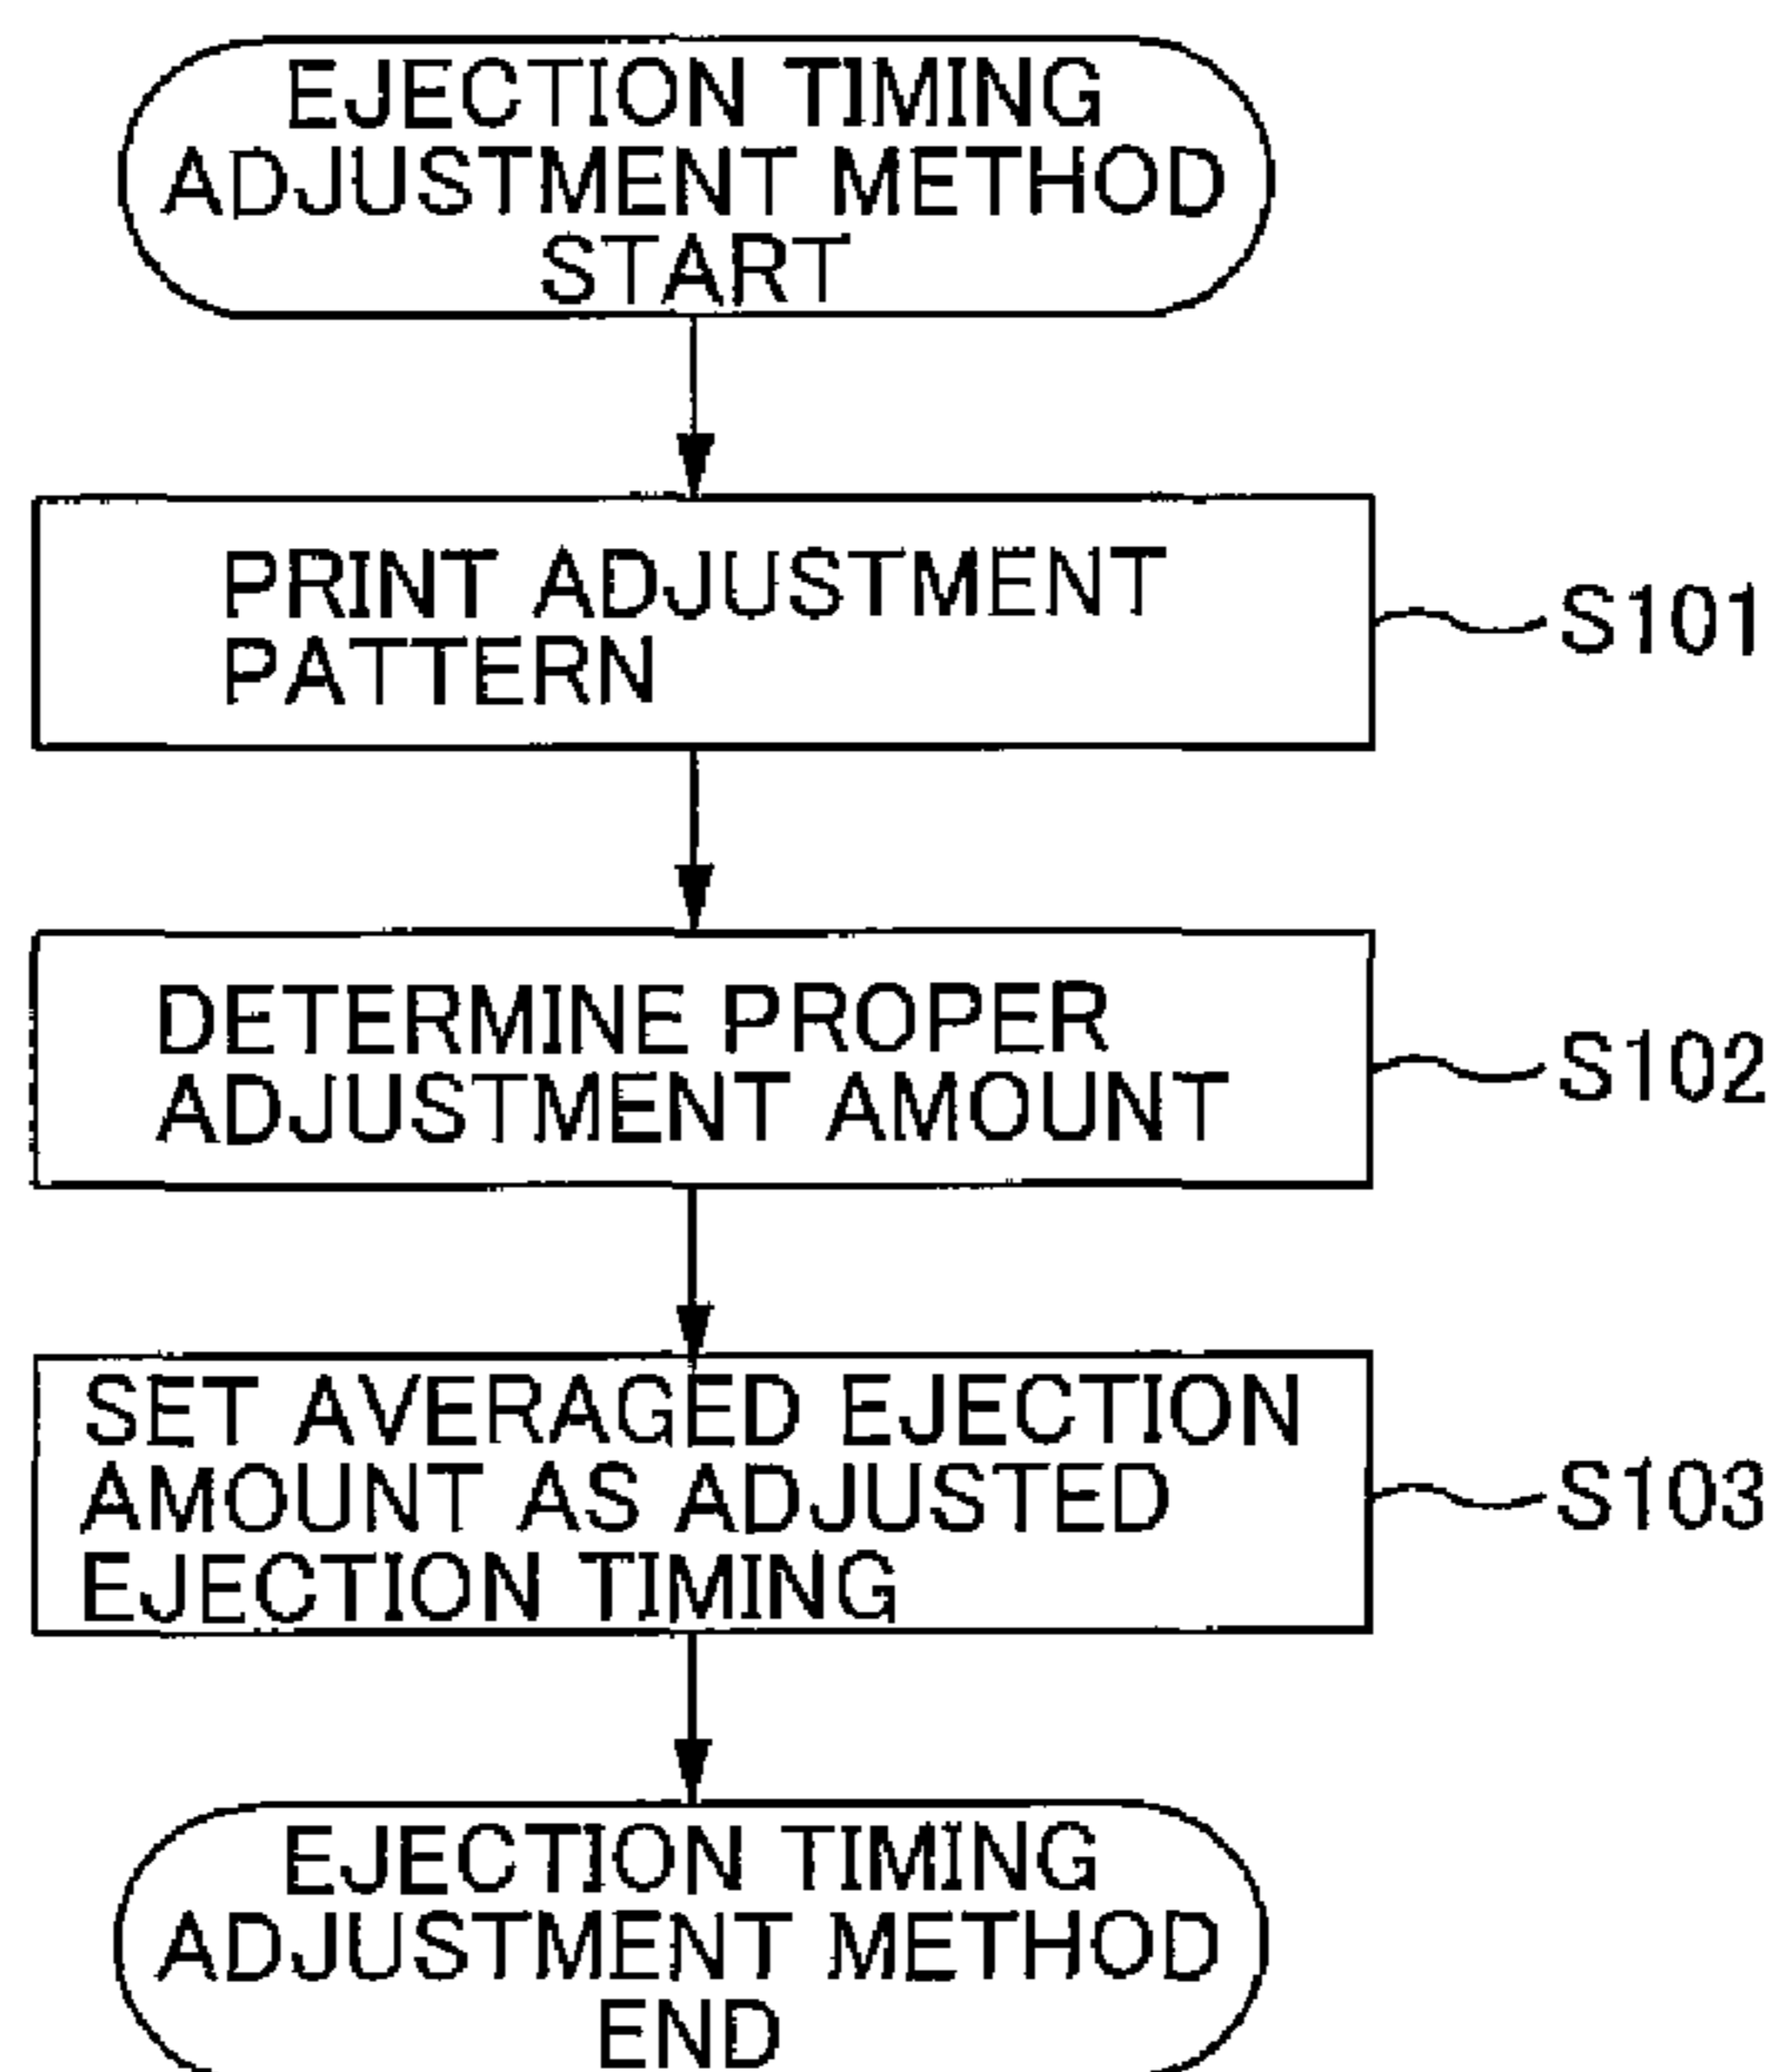 EJECTION TIMING
ADJUSTMENT METHOD
START
PRINT ADJUSTMENT
PATTERN
S101
DETERMINE PROPER
ADJUSTMENT AMOUNT
S102
SET AVERAGED EJECTION
AMOUNT AS ADJUSTED
EJECTION TIMING
S103
EJECTION TIMING
ADJUSTMENT METHOD
END